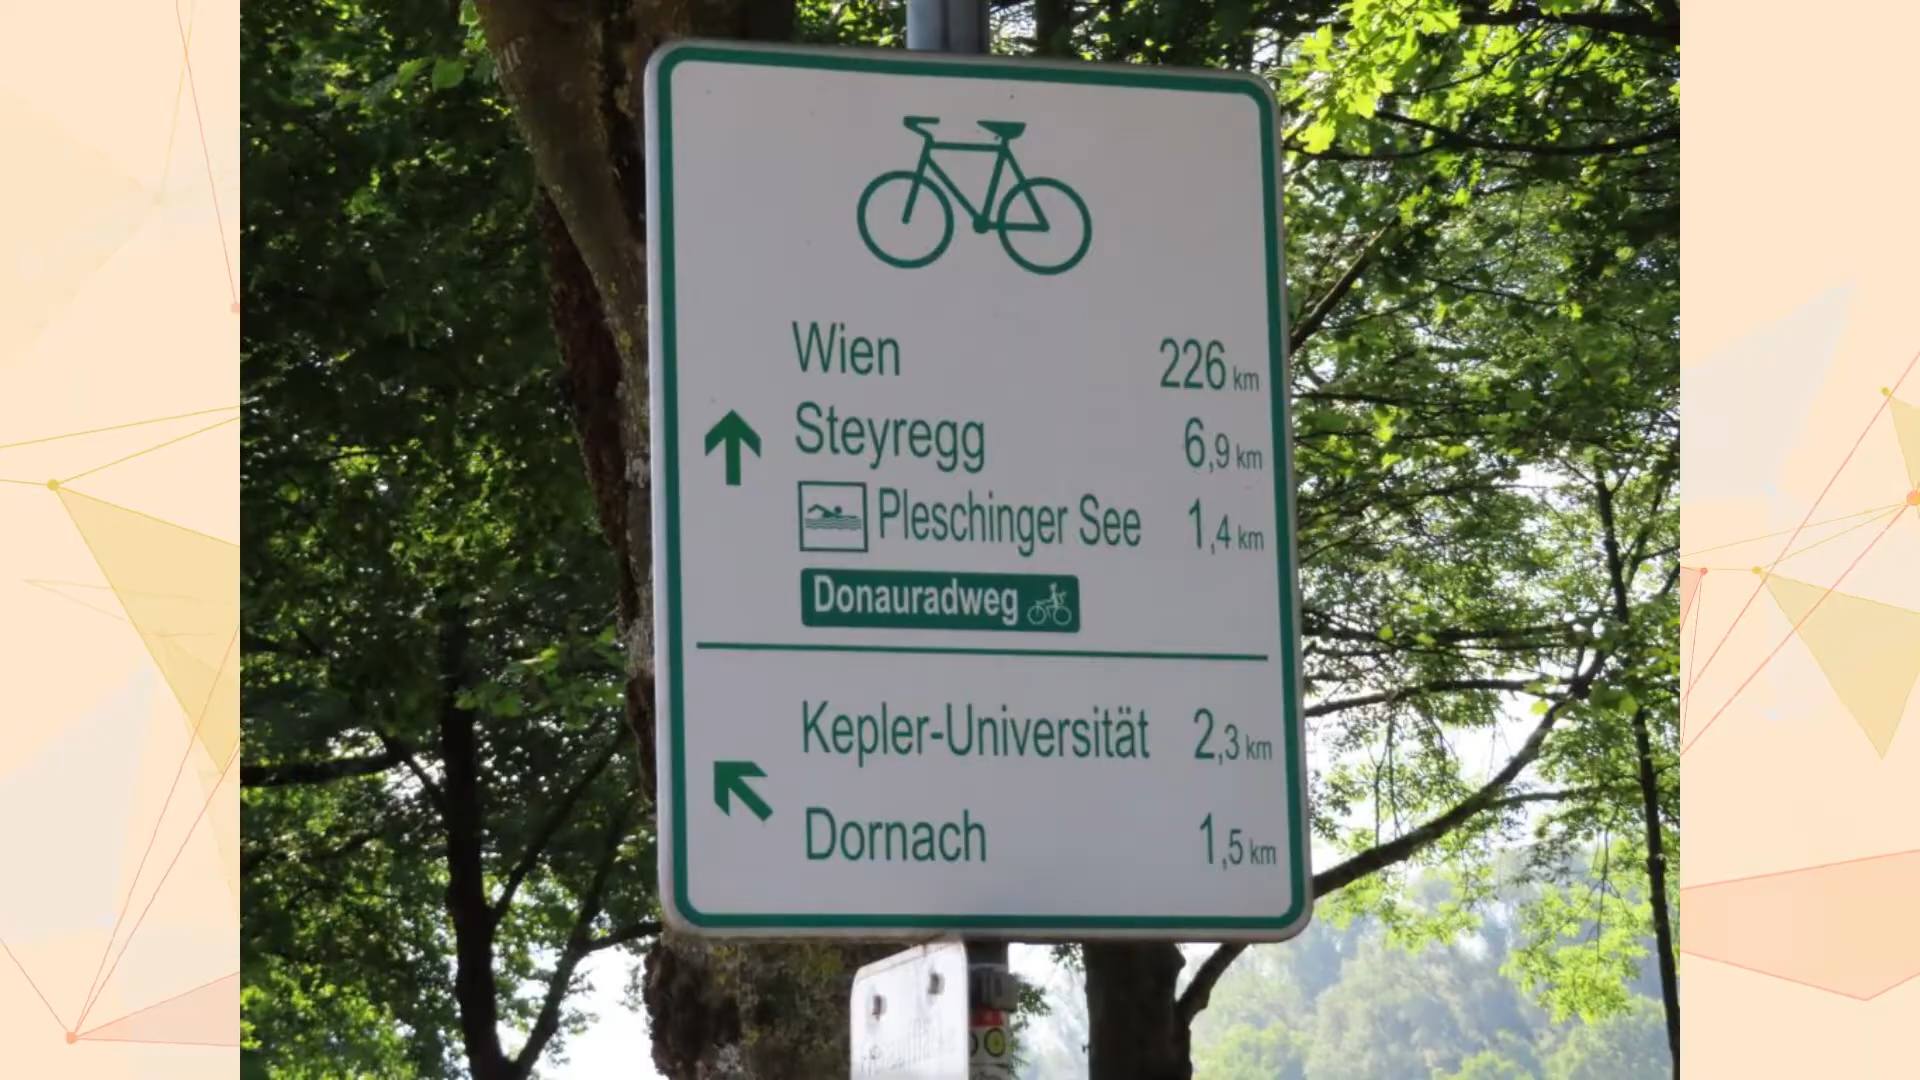 Wien 226 km
Steyregg 6,9 km
Pleschinger See 1,4 km
Donauradweg
Kepler-Universität 2,3 km
Dornach 1,5 km